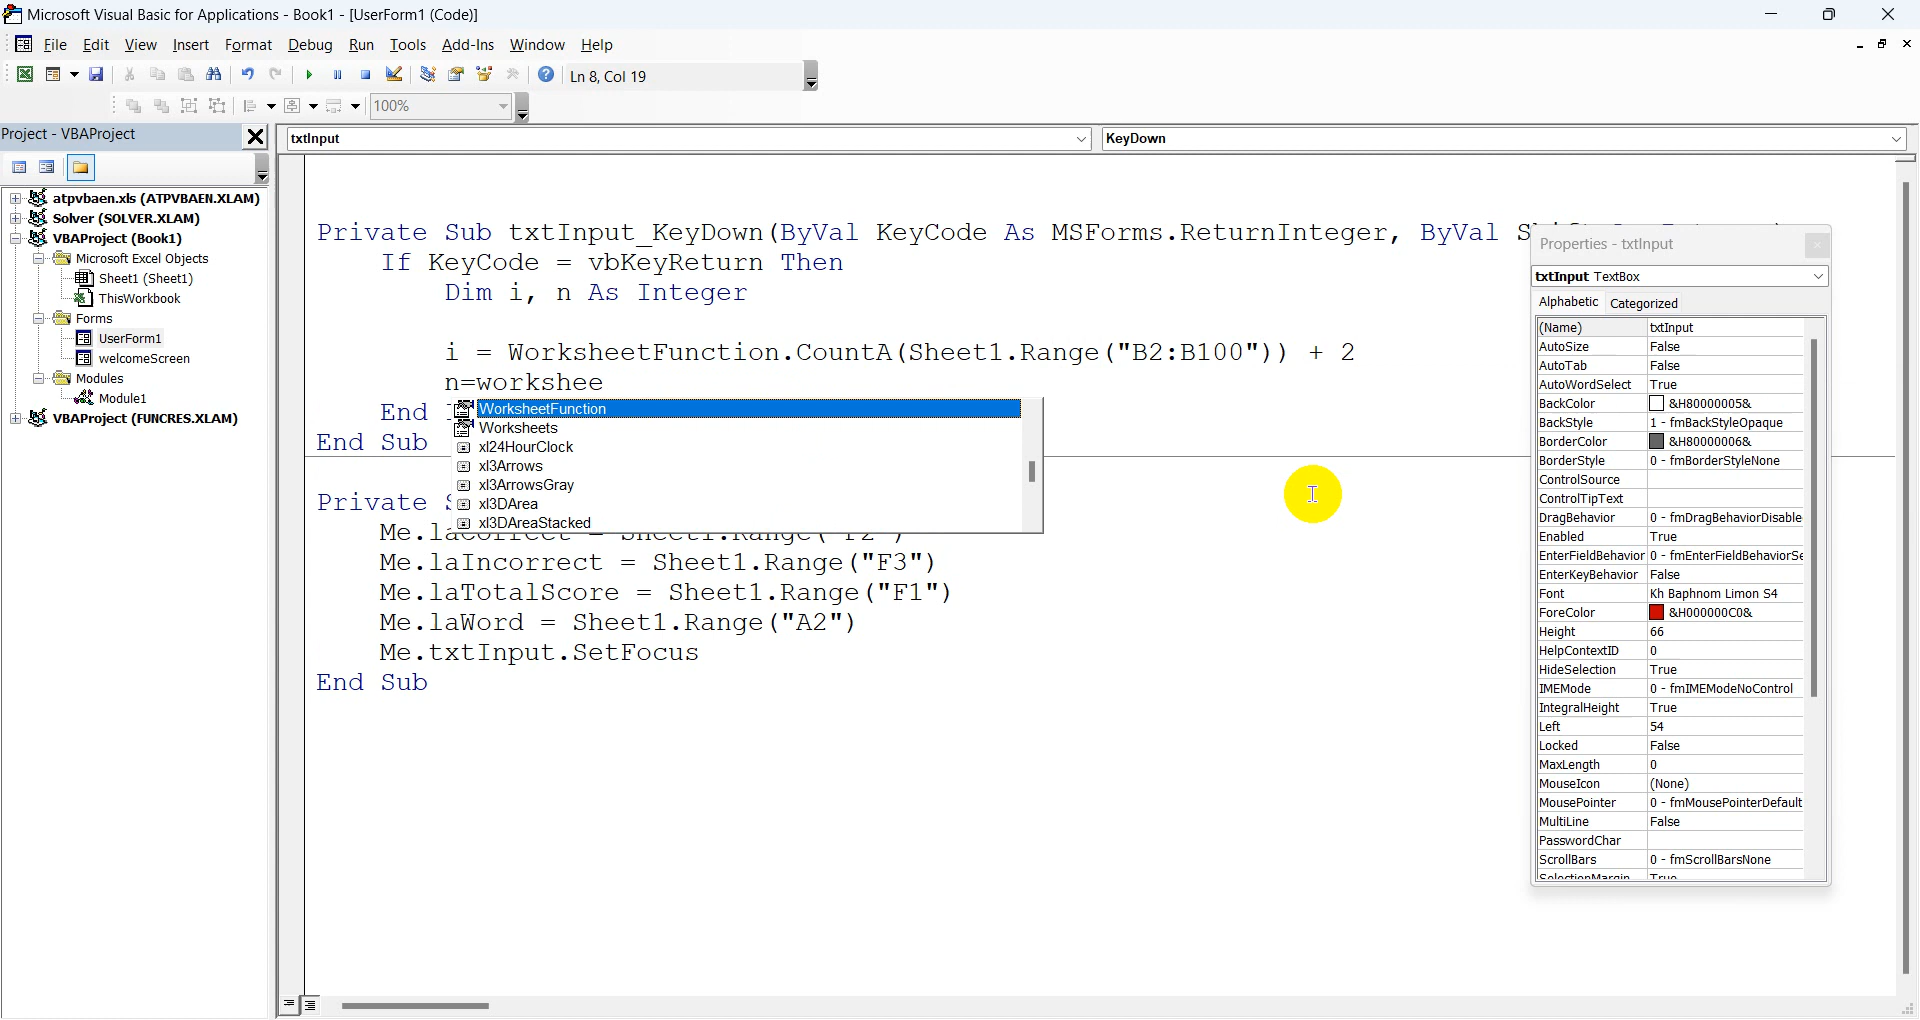 Microsoft Visual Basic for Applications - Book1 - [UserForm1 (Code)]
File Edit View Insert Format Debug Run Tools Add-Ins Window Help
Ln 8, Col 19
100%
Project - VBAProject
txtInput
KeyDown
atpvbaen.xls (ATPVBAEN.XLAM)
Solver (SOLVER.XLAM)
VBAProject (Book1)
Microsoft Excel Objects
Sheet1 (Sheet1)
ThisWorkbook
Forms
UserForm1
welcomeScreen
Modules
Module1
VBAProject (FUNCRES.XLAM)
Private Sub txtInput_KeyDown(ByVal KeyCode As MSForms.ReturnInteger, ByVal
If KeyCode = vbKeyReturn Then
Dim i, n As Integer
i = WorksheetFunction.CountA(Sheet1.Range("B2:B100")) + 2
n=workshee
End
End Sub
WorksheetFunction
Worksheets
xl24HourClock
xl3Arrows
xl3ArrowsGray
xl3DArea
xl3DAreaStacked
Private
Me.laIncorrect = Sheet1.Range("F3")
Me.laTotalScore = Sheet1.Range("F1")
Me.laWord = Sheet1.Range("A2")
Me.txtInput.SetFocus
End Sub
Properties - txtInput
txtInput TextBox
Alphabetic Categorized
(Name) txtInput
AutoSize False
AutoTab False
AutoWordSelect True
BackColor &H80000005&
BackStyle 1 - fmBackStyleOpaque
BorderColor &H80000006&
BorderStyle 0 - fmBorderStyleNone
ControlSource
ControlTipText
DragBehavior 0 - fmDragBehaviorDisable
Enabled True
EnterFieldBehavior 0 - fmEnterFieldBehaviorSe
EnterKeyBehavior False
Font Kh Baphnom Limon S4
ForeColor &H000000C0&
Height 66
HelpContextID 0
HideSelection True
IMEMode 0 - fmIMEModeNoControl
IntegralHeight True
Left 54
Locked False
MaxLength 0
MouseIcon (None)
MousePointer 0 - fmMousePointerDefault
MultiLine False
PasswordChar
ScrollBars 0 - fmScrollBarsNone
SelectionMargin True